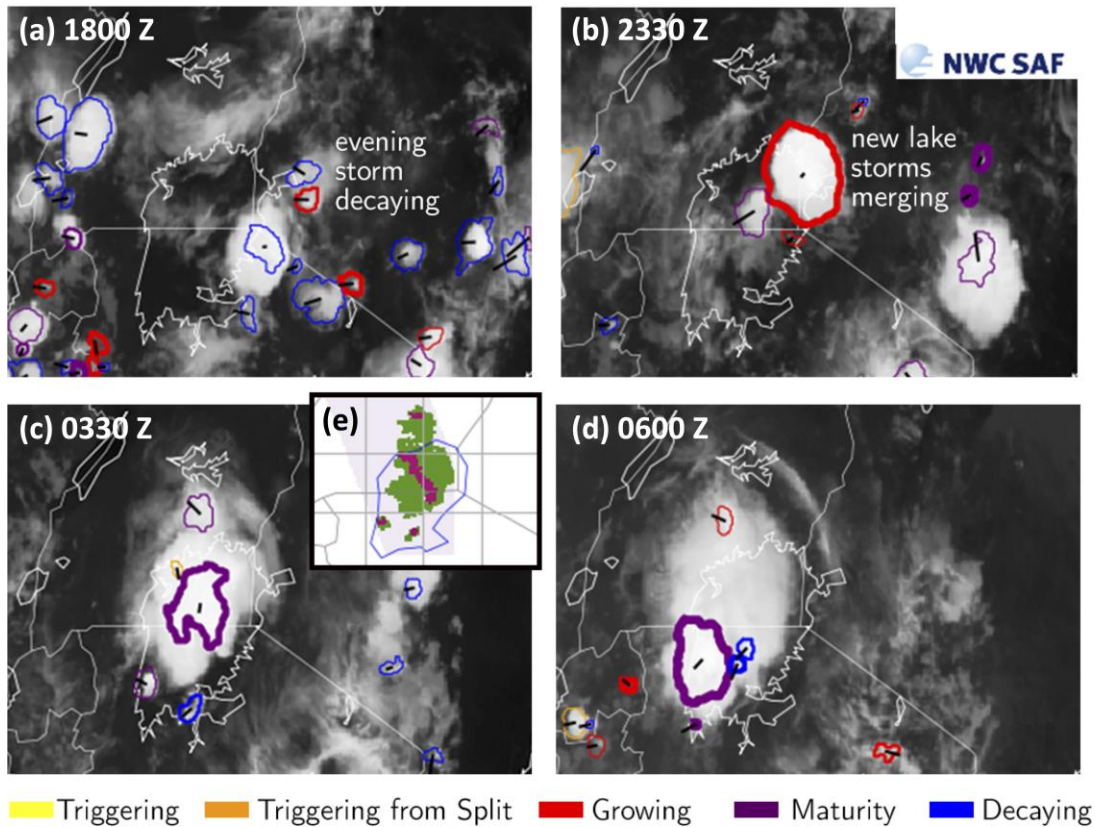 (a) 1800 Z
evening
storm
decaying
(b) 2330 Z
NWC SAF
new lake
storms
merging
(c) 0330 Z
(e)
(d) 0600 Z
Triggering
Triggering from Split
Growing
Maturity
Decaying